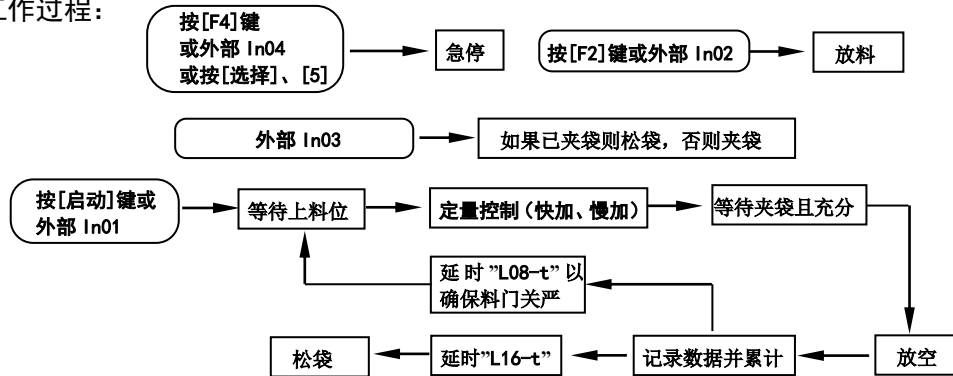 工作过程：
按[F4]键
或外部 In04
或按[选择]、[5]
急停
按[F2]键或外部 In02
放料
外部 In03
如果已夹袋则松袋，否则夹袋
按[启动]键或
外部 In01
等待上料位
定量控制（快加、慢加）
等待夹袋且充分
延时”L08-t”以
确保料门关严
松袋
延时”L16-t”
记录数据并累计
放空